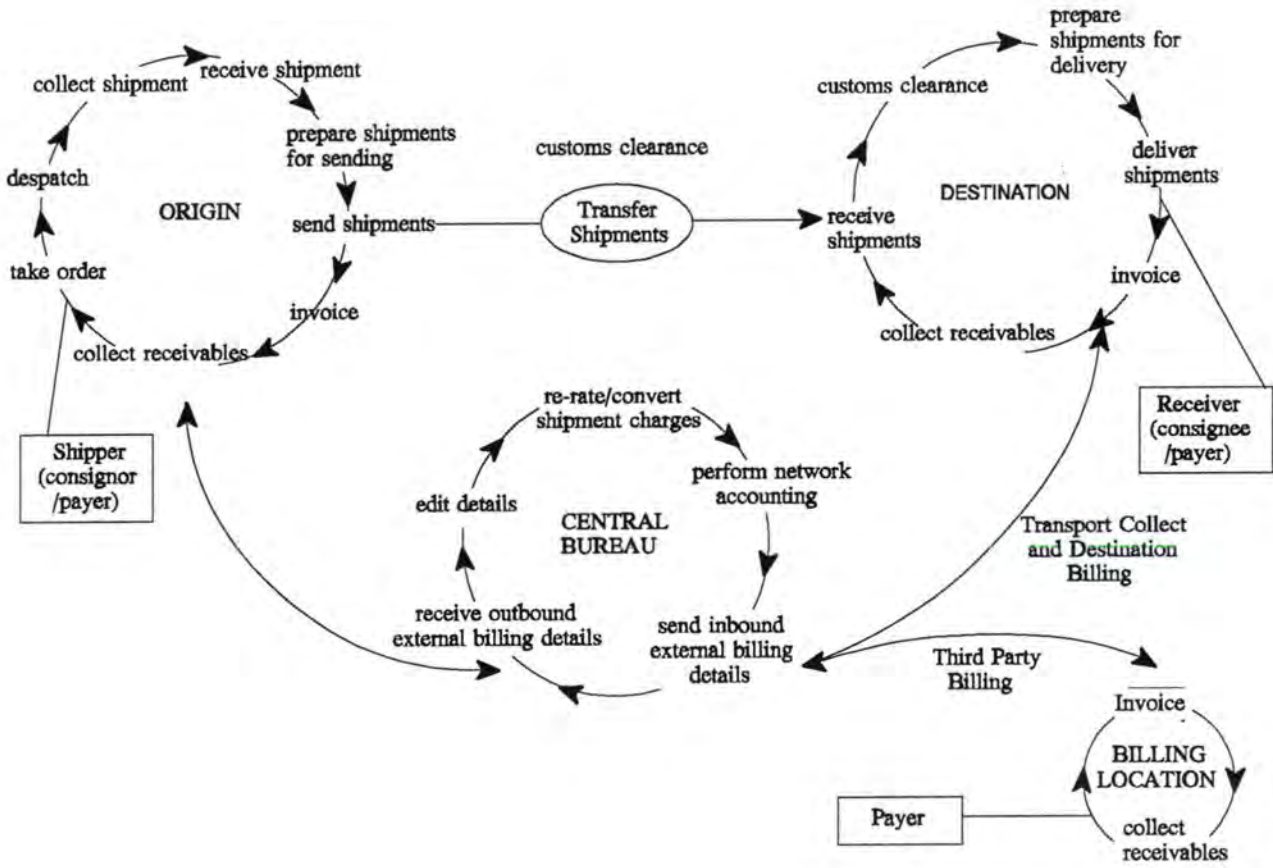 prepare
shipments for
delivery
collect shipment
receive shipment
customs clearance
prepare shipments
for sending
customs clearance
deliver
shipments
despatch
ORIGIN
DESTINATION
send shipments
Transfer
Shipments
receive
shipments
take order
invoice
invoice
collect receivables
collect receivables
re-rate/convert
shipment charges
Shipper
(consignor
/payer)
Receiver
(consignee
/payer)
perform network
accounting
edit details
CENTRAL
BUREAU
Transport Collect
and Destination
Billing
receive outbound
external billing details
send inbound
external billing
details
Third Party
Billing
Invoice
BILLING
LOCATION
Payer
collect
receivables